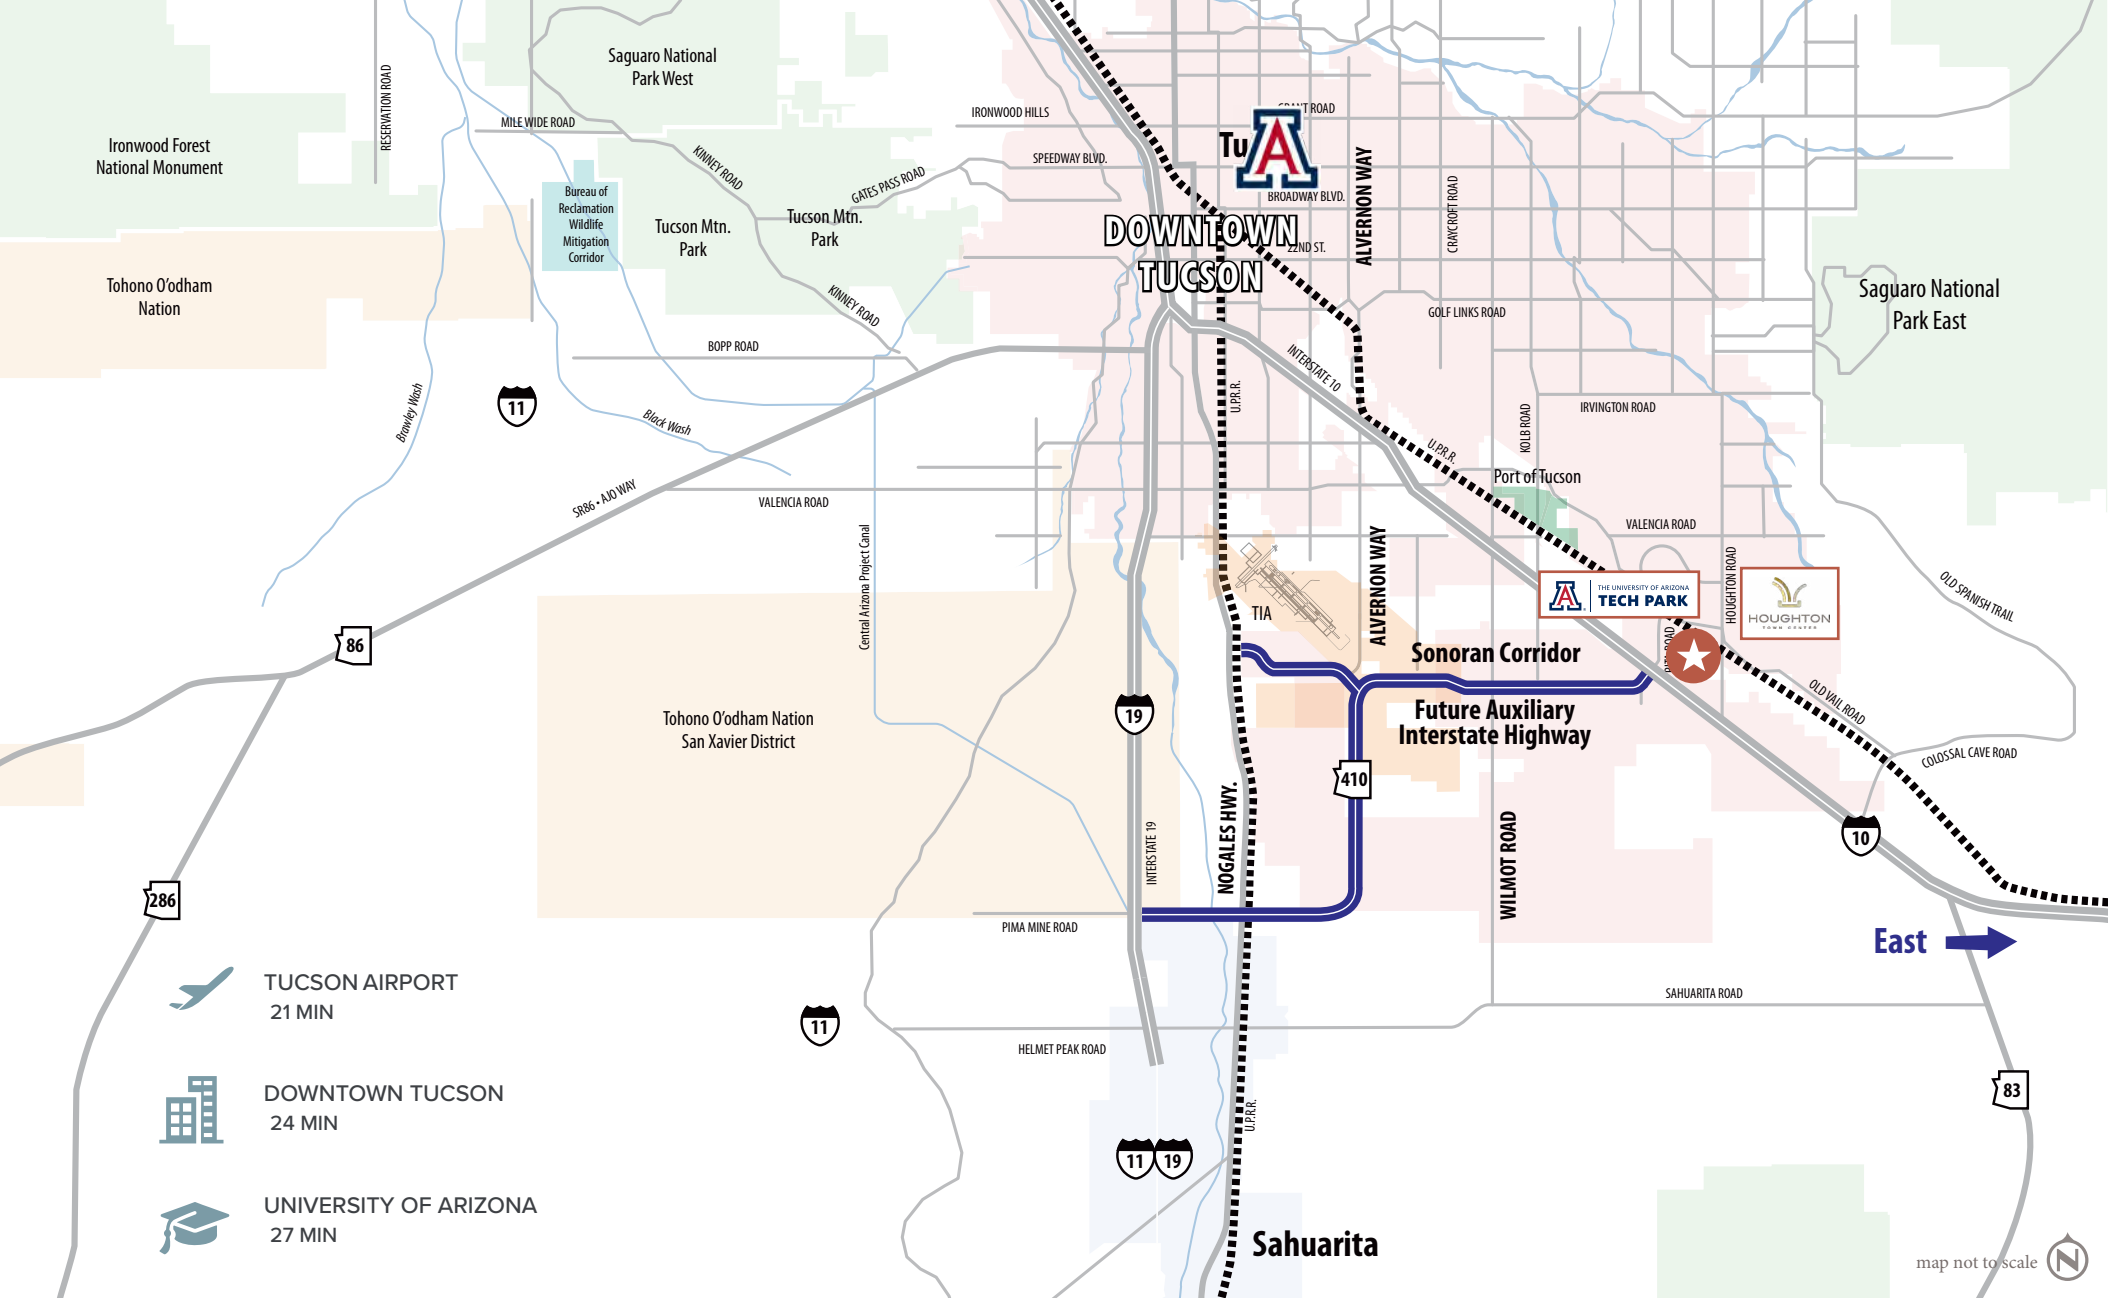 Saguaro National
Park West
RESERVATION ROAD
MILE WIDE ROAD
IRONWOOD HILLS
Ironwood Forest
National Monument
KINNEY ROAD
GATES PASS ROAD
SPEEDWAY BLVD.
GRANT ROAD
Tu
A
BROADWAY BLVD.
ALVERNON WAY
CRAYCROFT ROAD
Bureau of
Reclamation
Wildlife
Mitigation
Corridor
Tucson Mtn.
Park
Tucson Mtn.
Park
DOWNTOWN
TUCSON
22ND ST.
Tohono O'odham
Nation
KINNEY ROAD
Saguaro National
Park East
GOLF LINKS ROAD
BOPP ROAD
INTERSTATE 10
11
Brawley Wash
Black Wash
U.P.R.R.
U.P.R.R.
KOLB ROAD
IRVINGTON ROAD
Port of Tucson
SR86 • AJO WAY
VALENCIA ROAD
VALENCIA ROAD
Central Arizona Project Canal
TIA
ALVERNON WAY
A
THE UNIVERSITY OF ARIZONA
TECH PARK
HOUGHTON ROAD
HOUGHTON
TOWN CENTER
OLD SPANISH TRAIL
86
Sonoran Corridor
RITA ROAD
Tohono O'odham Nation
San Xavier District
19
Future Auxiliary
Interstate Highway
OLD VAIL ROAD
COLOSSAL CAVE ROAD
410
NOGALES HWY.
INTERSTATE 19
WILMOT ROAD
10
286
PIMA MINE ROAD
East
TUCSON AIRPORT
21 MIN
SAHUARITA ROAD
11
HELMET PEAK ROAD
DOWNTOWN TUCSON
24 MIN
83
U.P.R.R.
11
19
UNIVERSITY OF ARIZONA
27 MIN
Sahuarita
map not to scale
N